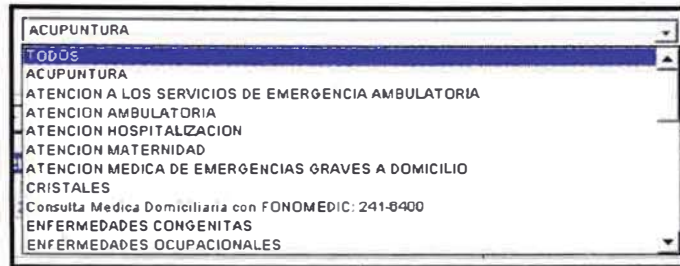 ACUPUNTURA
TODOS
ACUPUNTURA
ATENCION A LOS SERVICIOS DE EMERGENCIA AMBULATORIA
ATENCION AMBULATORIA
ATENCION HOSPITALIZACION
ATENCION MATERNIDAD
ATENCION MEDICA DE EMERGENCIAS GRAVES A DOMICILIO
CRISTALES
Consulta Medica Domiciliaria con FONOMEDIC: 241-6400
ENFERMEDADES CONGENITAS
ENFERMEDADES OCUPACIONALES